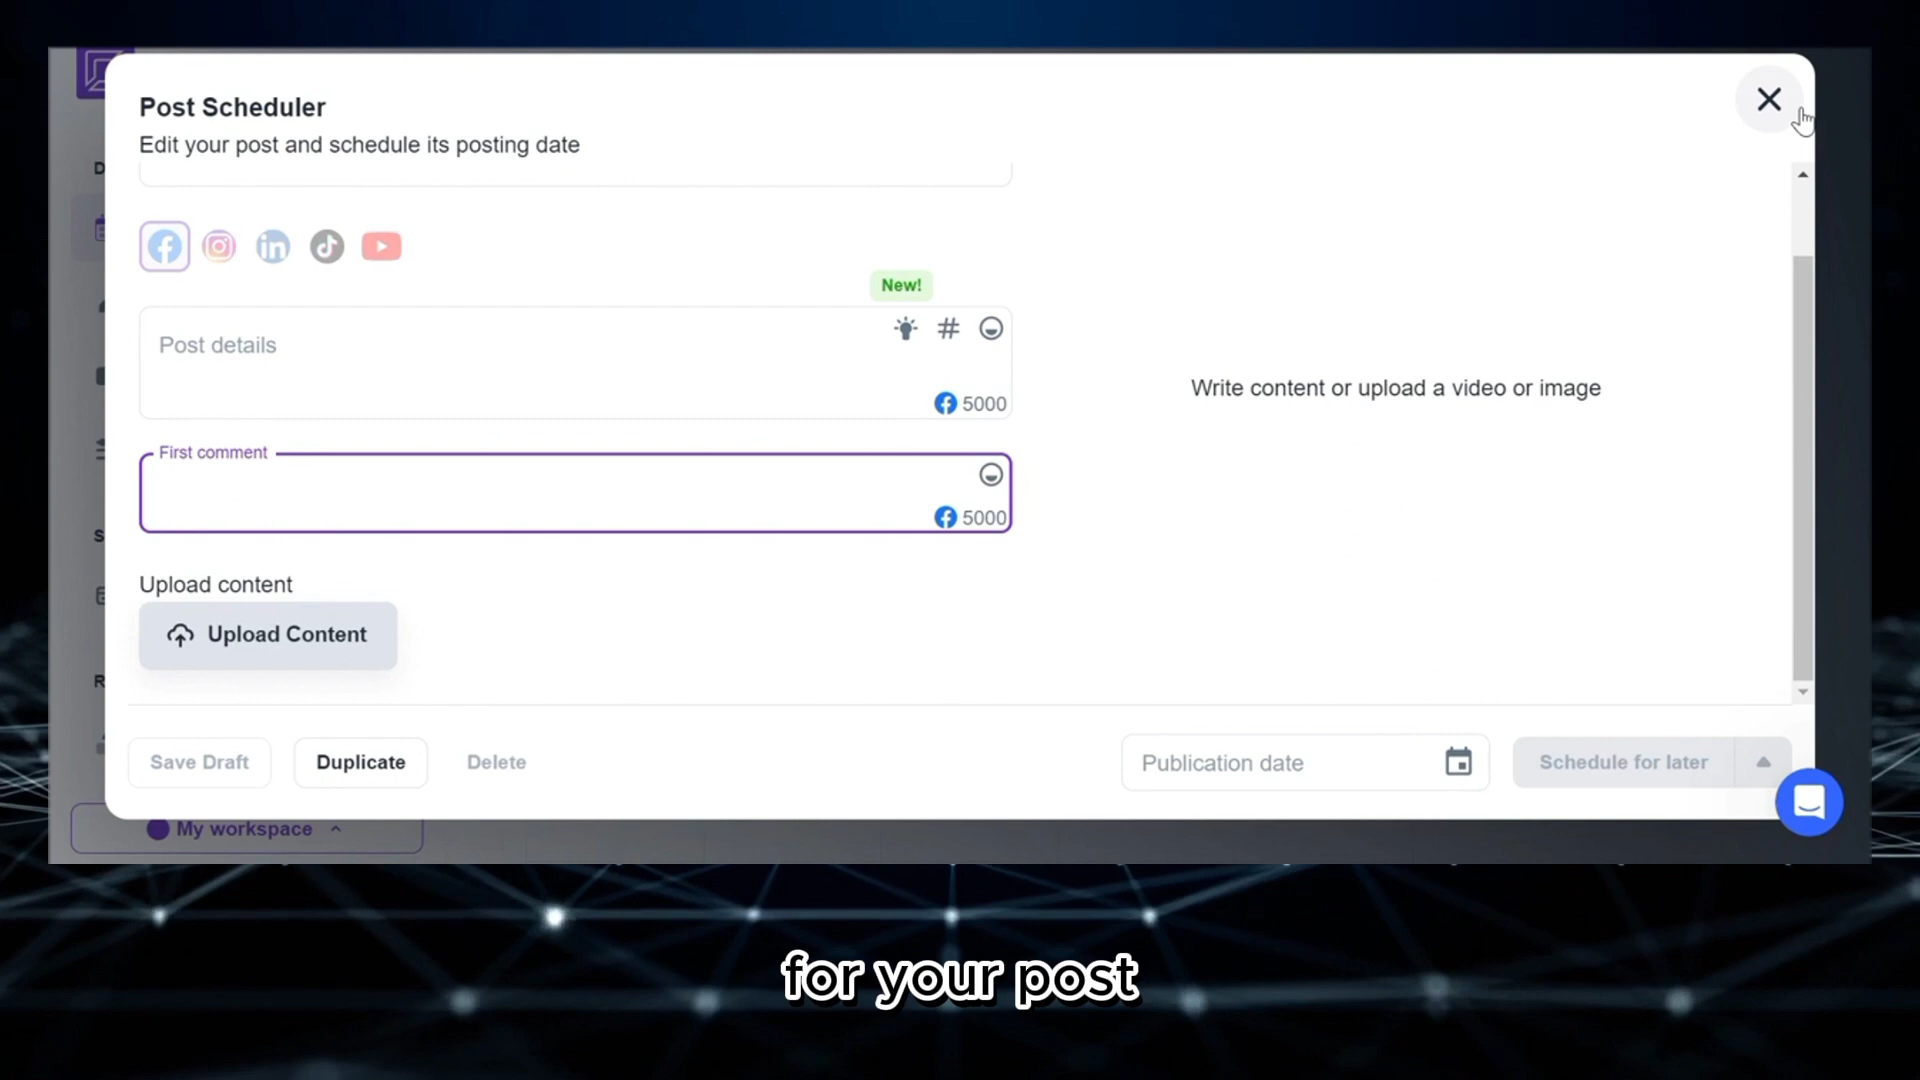 Post Scheduler
Edit your post and schedule its posting date
D
New!
Post details
#
5000
Write content or upload a video or image
First comment
5000
S
Upload content
Upload Content
R
Save Draft
Duplicate
Delete
Publication date
Schedule for later
My workspace
for your post